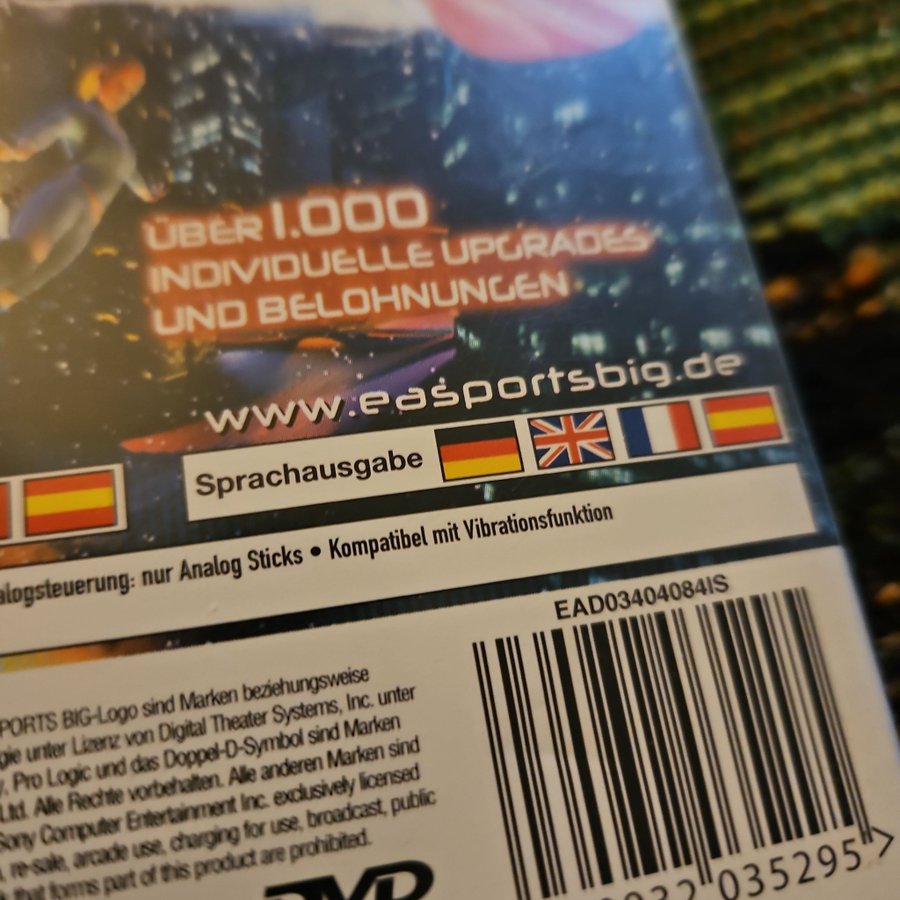 ÜBER 1.000
INDIVIDUELLE UPGRADES
UND BELOHNUNGEN
www.easportsbig.de
Sprachausgabe
nur Analog Sticks • Kompatibel mit Vibrationsfunktion
EAD03404084IS
PORTS BIG-Logo sind Marken beziehungsweise
unter Lizenz von Digital Theater Systems, Inc. unter
Pro Logic und das Doppel-D-Symbol sind Marken
Ltd. Alle Rechte vorbehalten. Alle anderen Marken sind
Sony Computer Entertainment Inc. exclusively licensed
re-sale, arcade use, charging for use, broadcast, public
that forms part of this product are prohibited.
DVD
035295 >